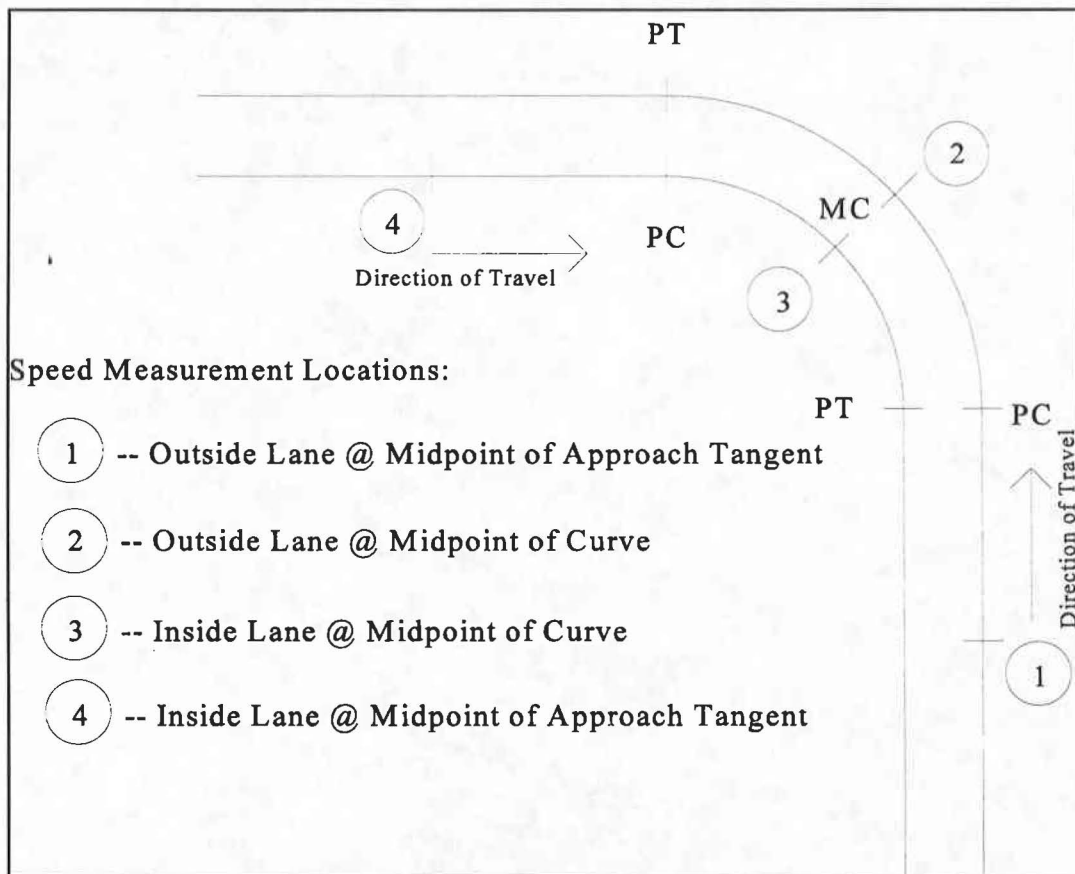 PT
2
MC
4
PC
Direction of Travel
3
Speed Measurement Locations:
PT
PC
1 -- Outside Lane @ Midpoint of Approach Tangent
Direction of Travel
2 -- Outside Lane @ Midpoint of Curve
3 -- Inside Lane @ Midpoint of Curve
1
4 -- Inside Lane @ Midpoint of Approach Tangent